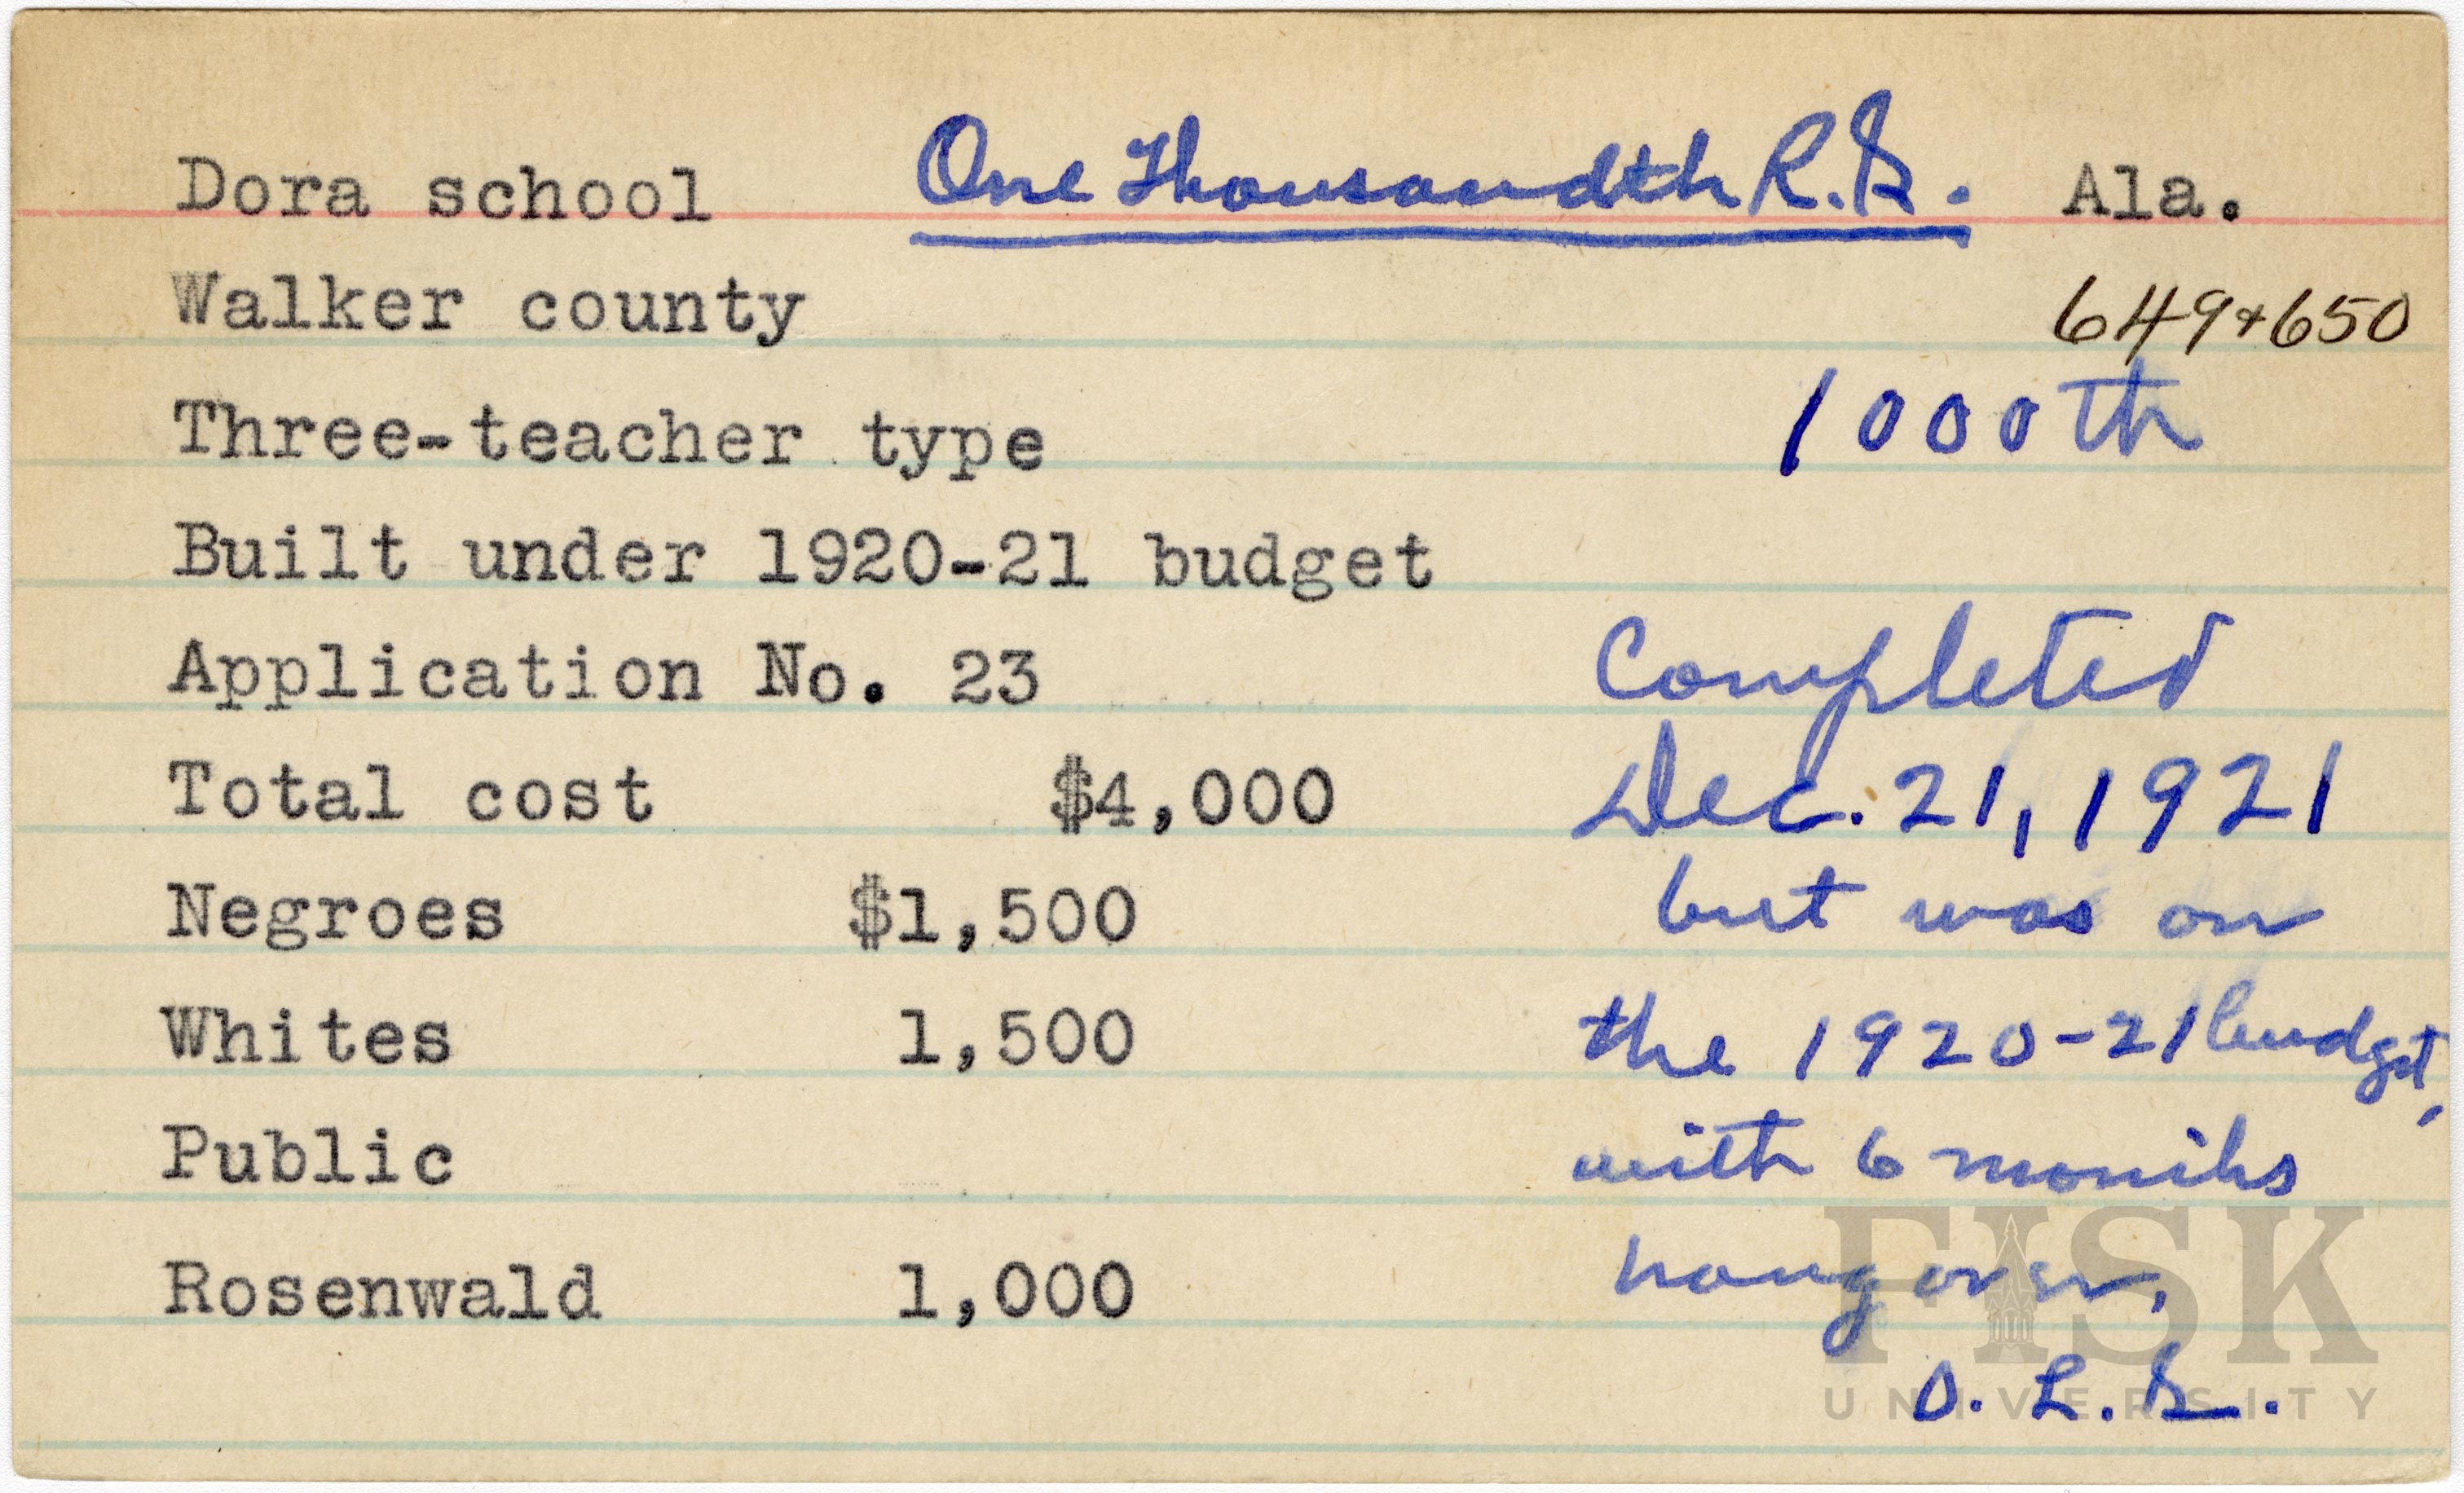 Dora school One Thousandth R.S. Ala.
Walker county 649+650
Three-teacher type 1000th
Built under 1920-21 budget
Application No. 23 Completed
Total cost $4,000 Dec. 21, 1921
Negroes $1,500 but was on
Whites 1,500 the 1920-21 budget,
Public with 6 months
Rosenwald 1,000 hang over.
O. L. S.
FISK
UNIVERSITY